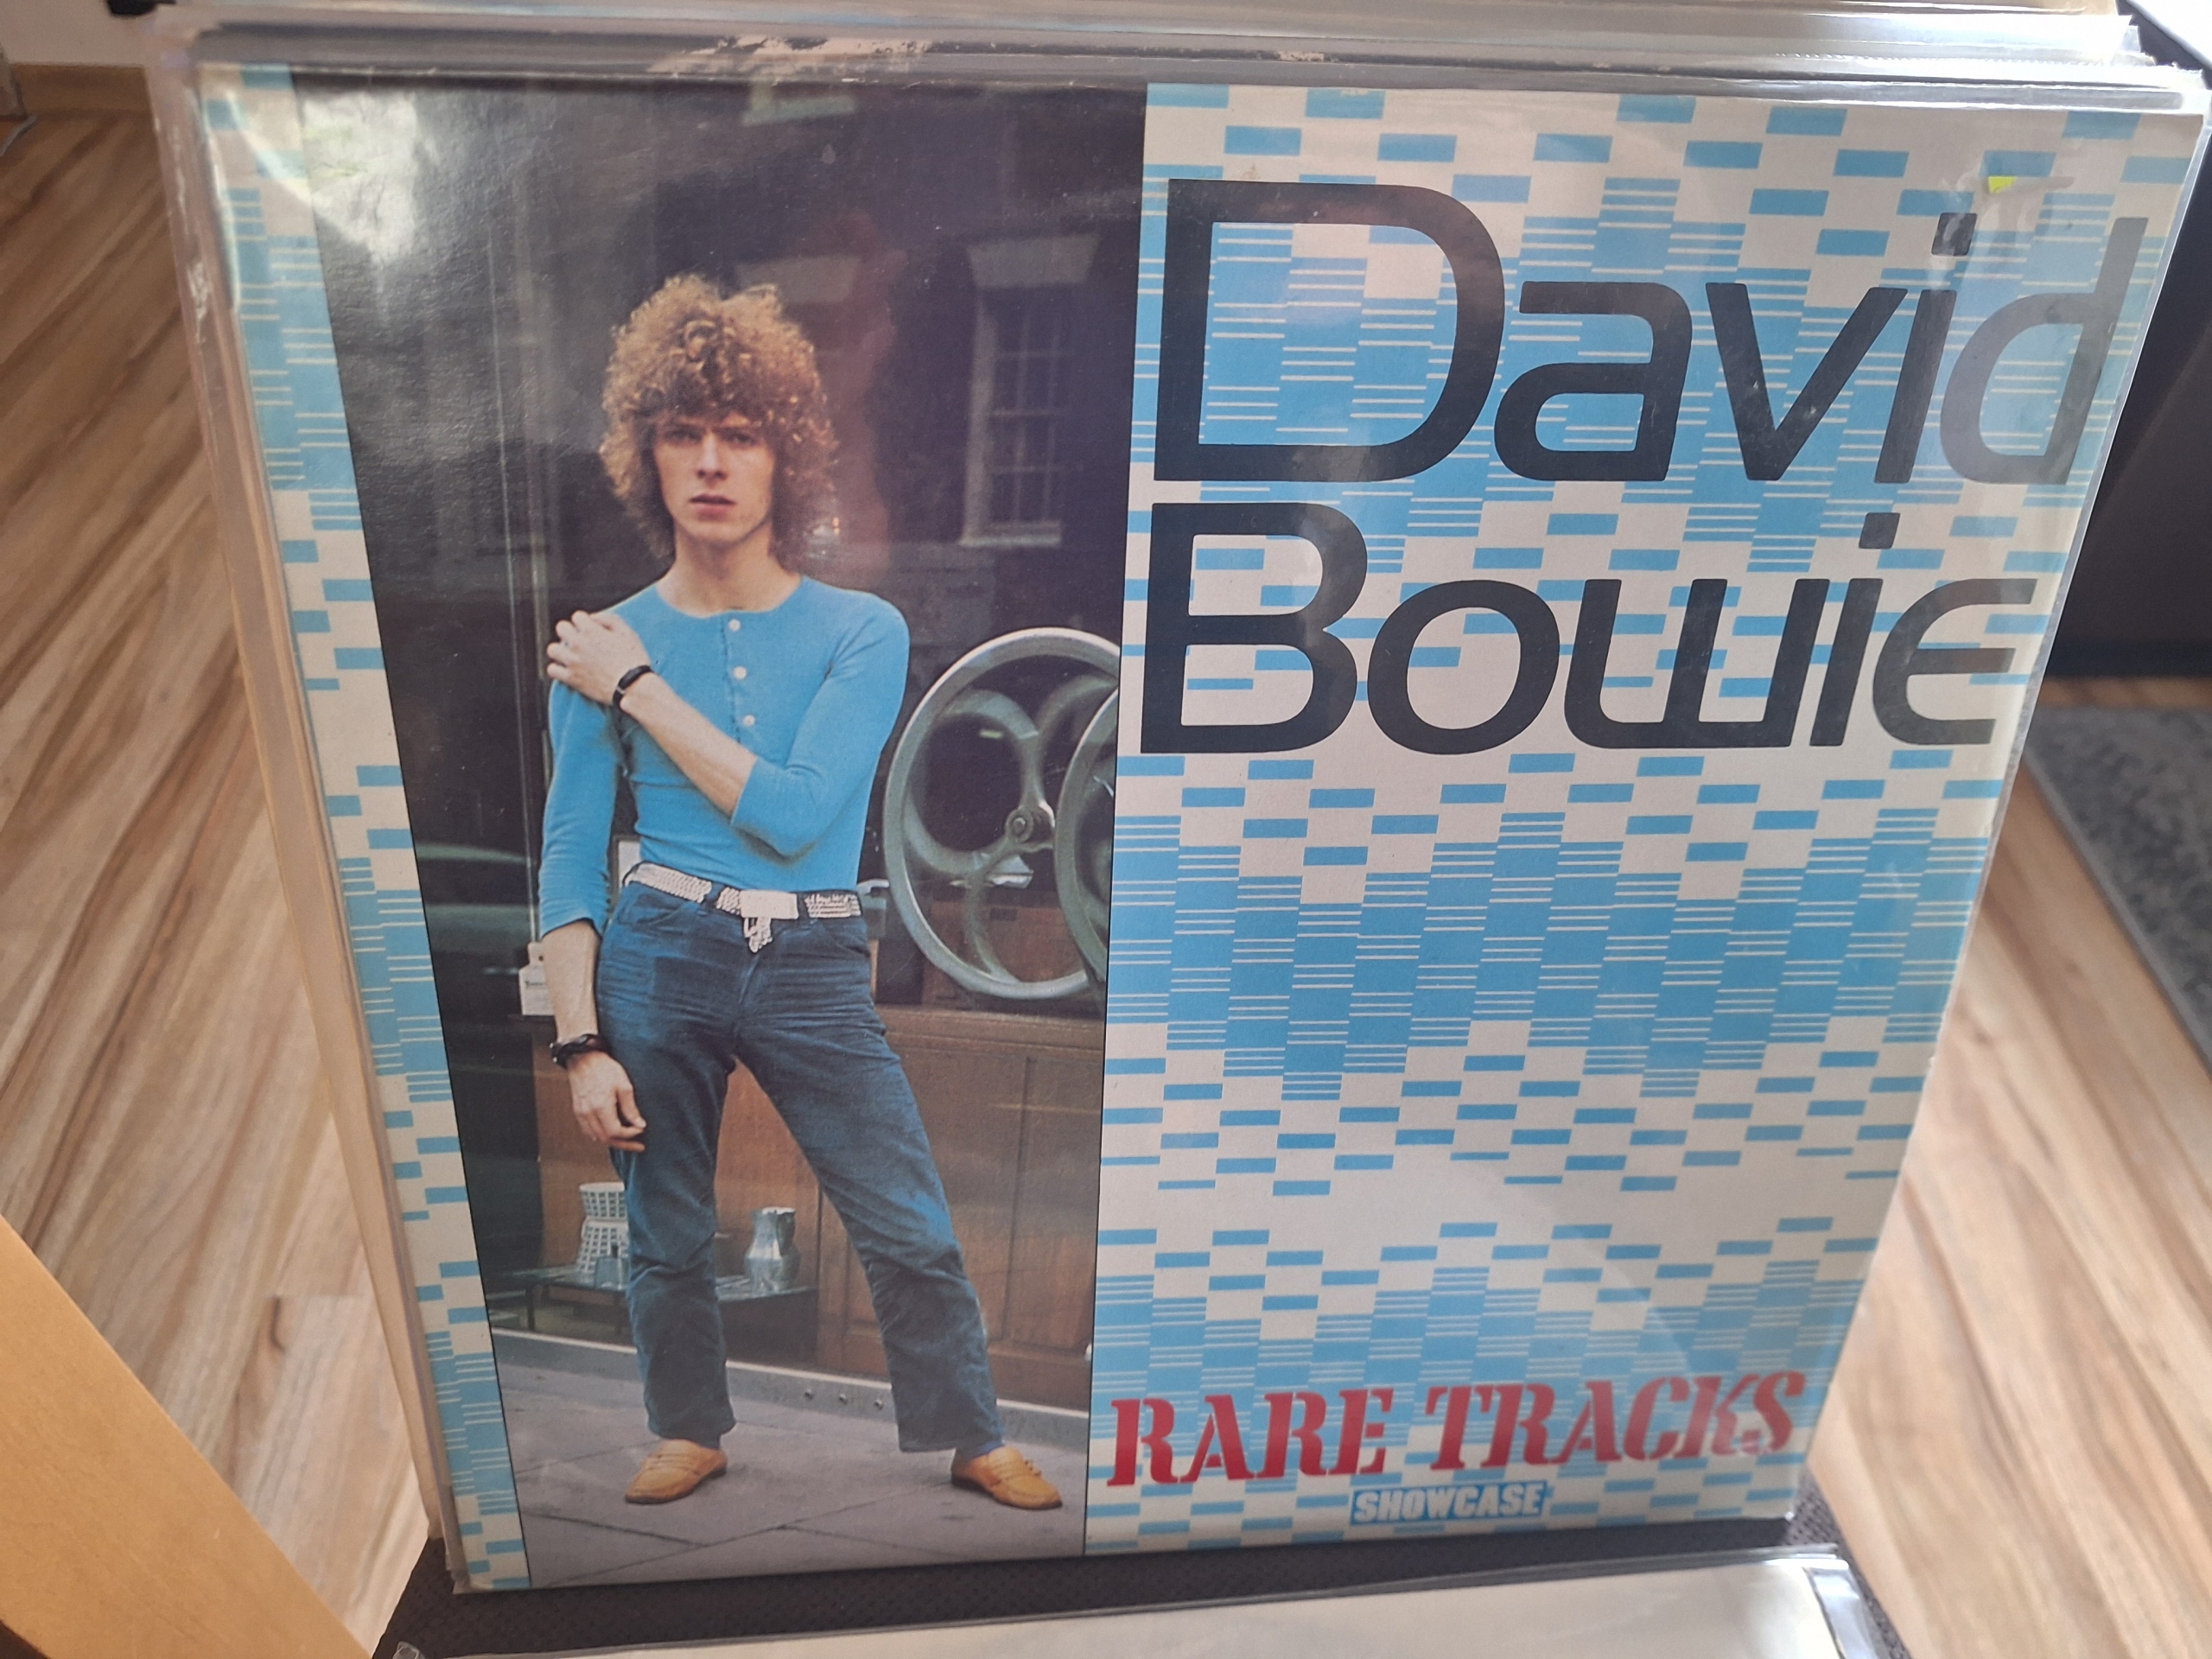 David
Bowie
RARE TRACKS
SHOWCASE